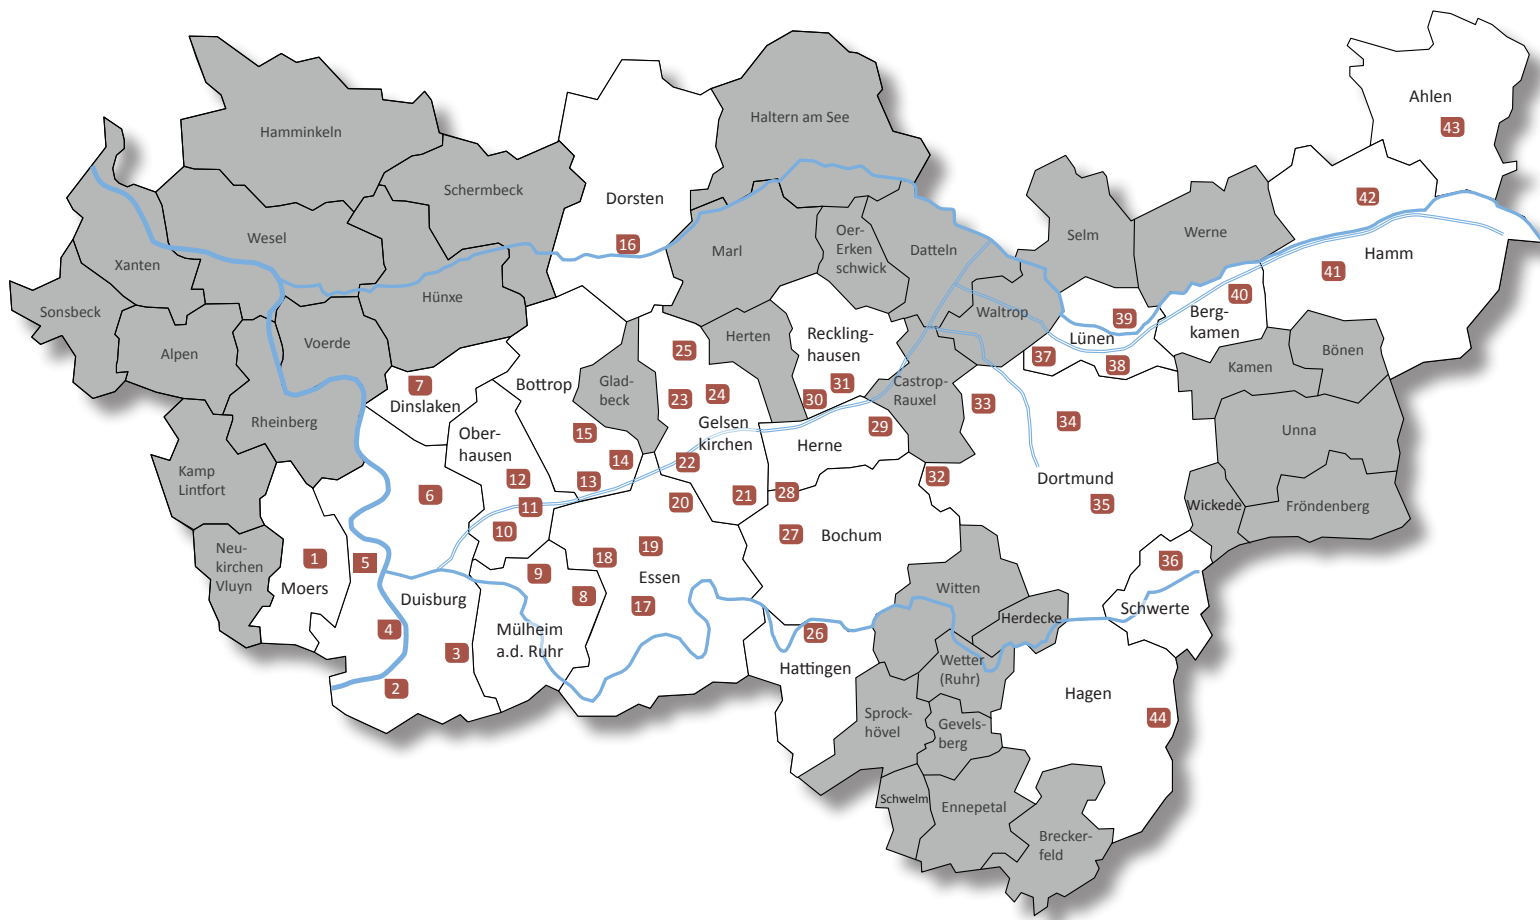 Ahlen
43
Hamminkeln
Haltern am See
Schermbeck
Dorsten
42
16
Wesel
Marl
Oer-
Erken
schwick
Datteln
Selm
Werne
Hamm
41
Xanten
Sonsbeck
Hünxe
Voerde
Alpen
Rheinberg
Kamp
Lintfort
Neu-
kirchen
Vluyn
Herten
Reckling-
hausen
31
30
Waltrop
39
Lünen
37
38
40
Berg-
kamen
Kamen
Bönen
Unna
Wickede
Fröndenberg
7
Dinslaken
Bottrop
Glad-
beck
25
23
24
Gelsen
kirchen
22
21
Castrop-
Rauxel
29
Herne
33
34
Dortmund
35
32
Ober-
hausen
12
11
10
15
14
13
6
1
Moers
5
Duisburg
4
3
2
9
8
Mülheim
a.d. Ruhr
20
19
18
Essen
17
28
27
Bochum
26
Hattingen
Witten
Herdecke
Wetter
(Ruhr)
36
Schwerte
Hagen
44
Sprock-
hövel
Gevels-
berg
Schwelm
Ennepetal
Brecker-
feld